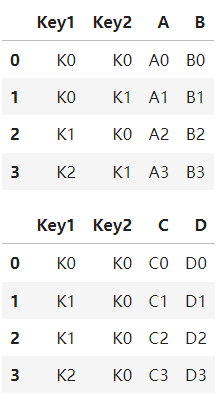 Key1 Key2 A B
0 K0 K0 A0 B0
1 K0 K1 A1 B1
2 K1 K0 A2 B2
3 K2 K1 A3 B3
Key1 Key2 C D
0 K0 K0 C0 D0
1 K1 K0 C1 D1
2 K1 K0 C2 D2
3 K2 K0 C3 D3